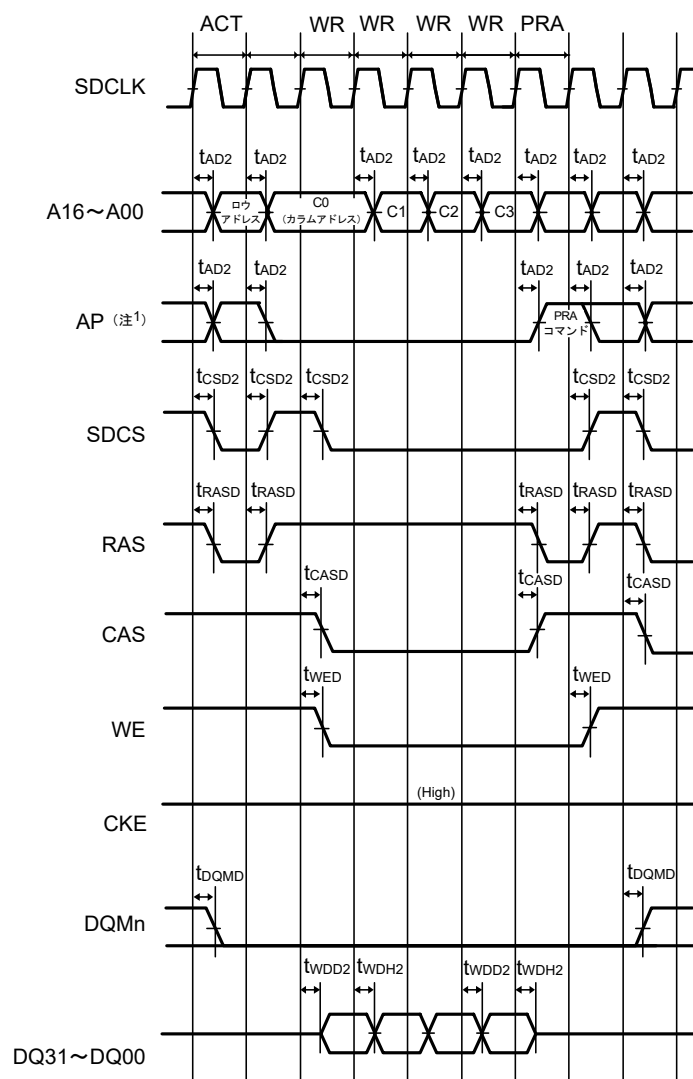 ACT WR WR WR WR PRA
SDCLK
tAD2 tAD2 tAD2 tAD2 tAD2 tAD2 tAD2 tAD2
A16～A00
ロウ
アドレス
C0
（カラムアドレス）
C1 C2 C3
tAD2 tAD2 tAD2 tAD2 tAD2
AP（注1）
PRA
コマンド
tCSD2 tCSD2 tCSD2 tCSD2 tCSD2
SDCS
tRASD tRASD tRASD tRASD tRASD
RAS
tCASD tCASD tCASD
CAS
tWED tWED
WE
(High)
CKE
tDQMD tDQMD
DQMn
tWDD2 tWDH2 tWDD2 tWDH2
DQ31～DQ00